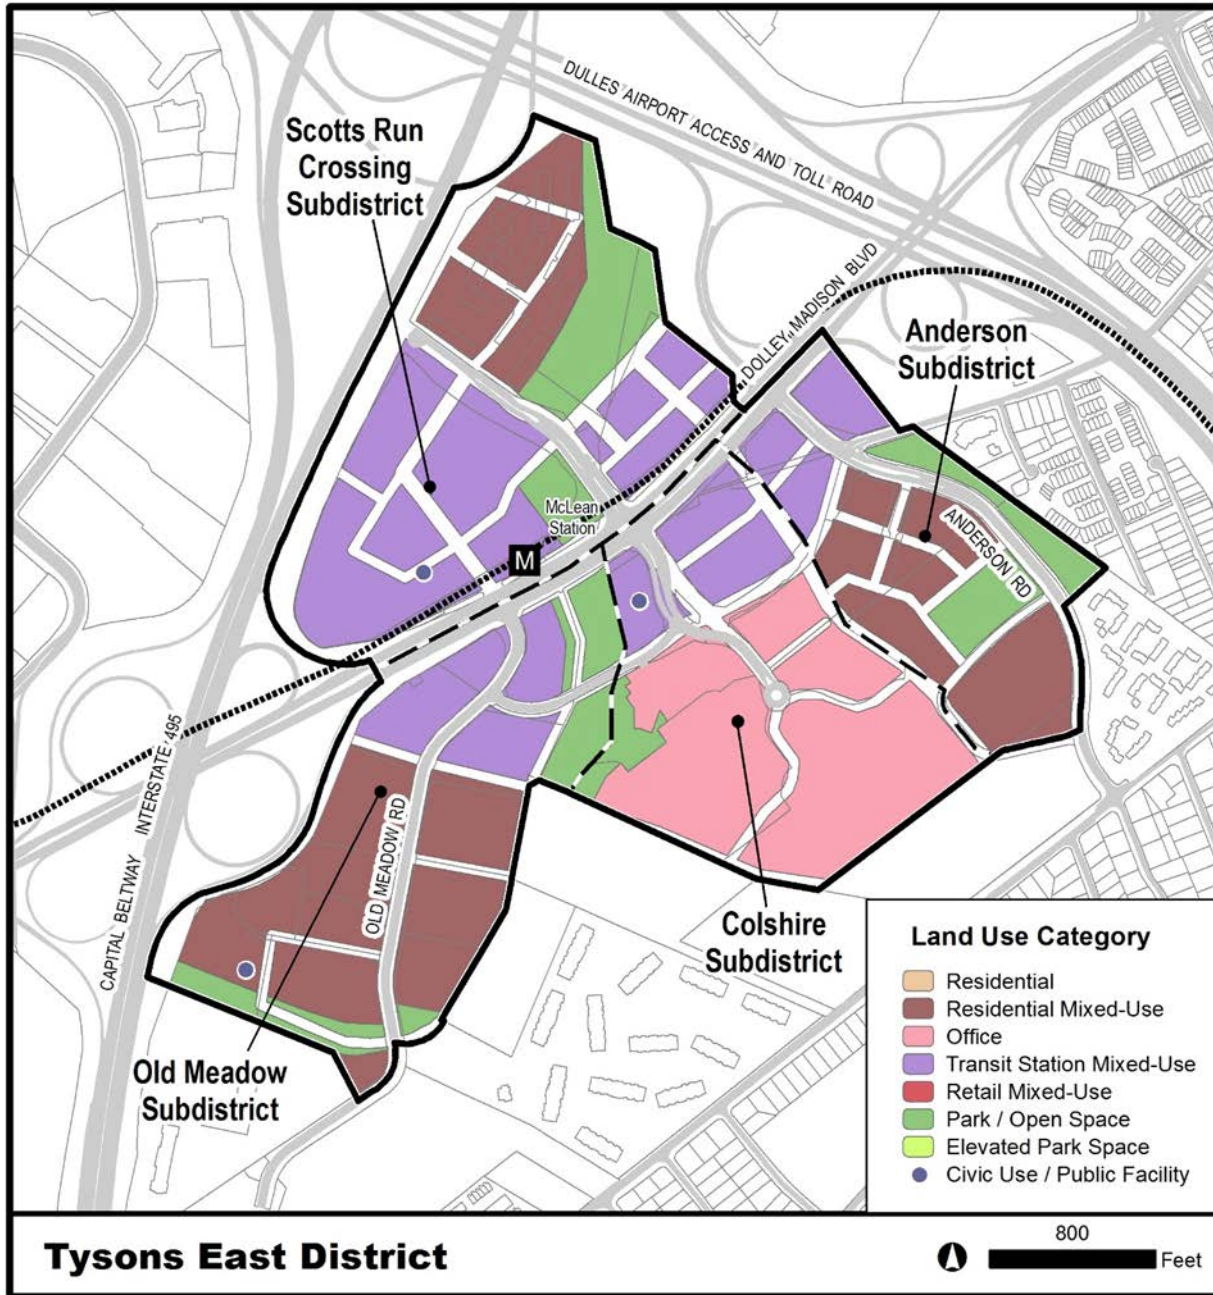 DULLES AIRPORT ACCESS AND TOLL ROAD
Scotts Run
Crossing
Subdistrict
DOLLEY MADISON BLVD
Anderson
Subdistrict
McLean
Station
M
ANDERSON RD
CAPITAL BELTWAY INTERSTATE 495
OLD MEADOW RD
Colshire
Subdistrict
Old Meadow
Subdistrict
Land Use Category
Residential
Residential Mixed-Use
Office
Transit Station Mixed-Use
Retail Mixed-Use
Park / Open Space
Elevated Park Space
Civic Use / Public Facility
Tysons East District
800
Feet